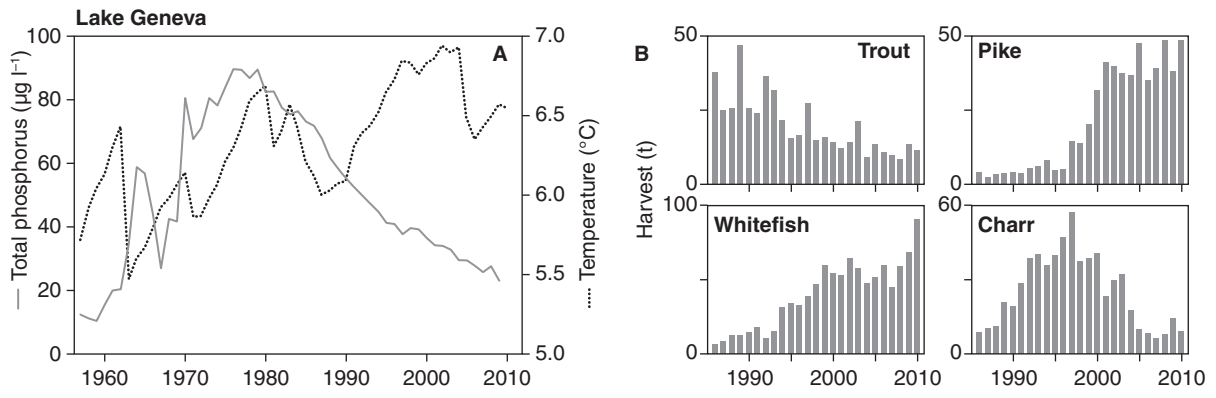 Lake Geneva
A
Total phosphorus (µg l⁻¹)
100
80
60
40
20
0
7.0
6.5
6.0
5.5
5.0
Temperature (°C)
1960 1970 1980 1990 2000 2010
B
Harvest (t)
Trout
50
0
1990 2000 2010
Pike
50
0
Whitefish
100
0
Charr
60
0
1990 2000 2010